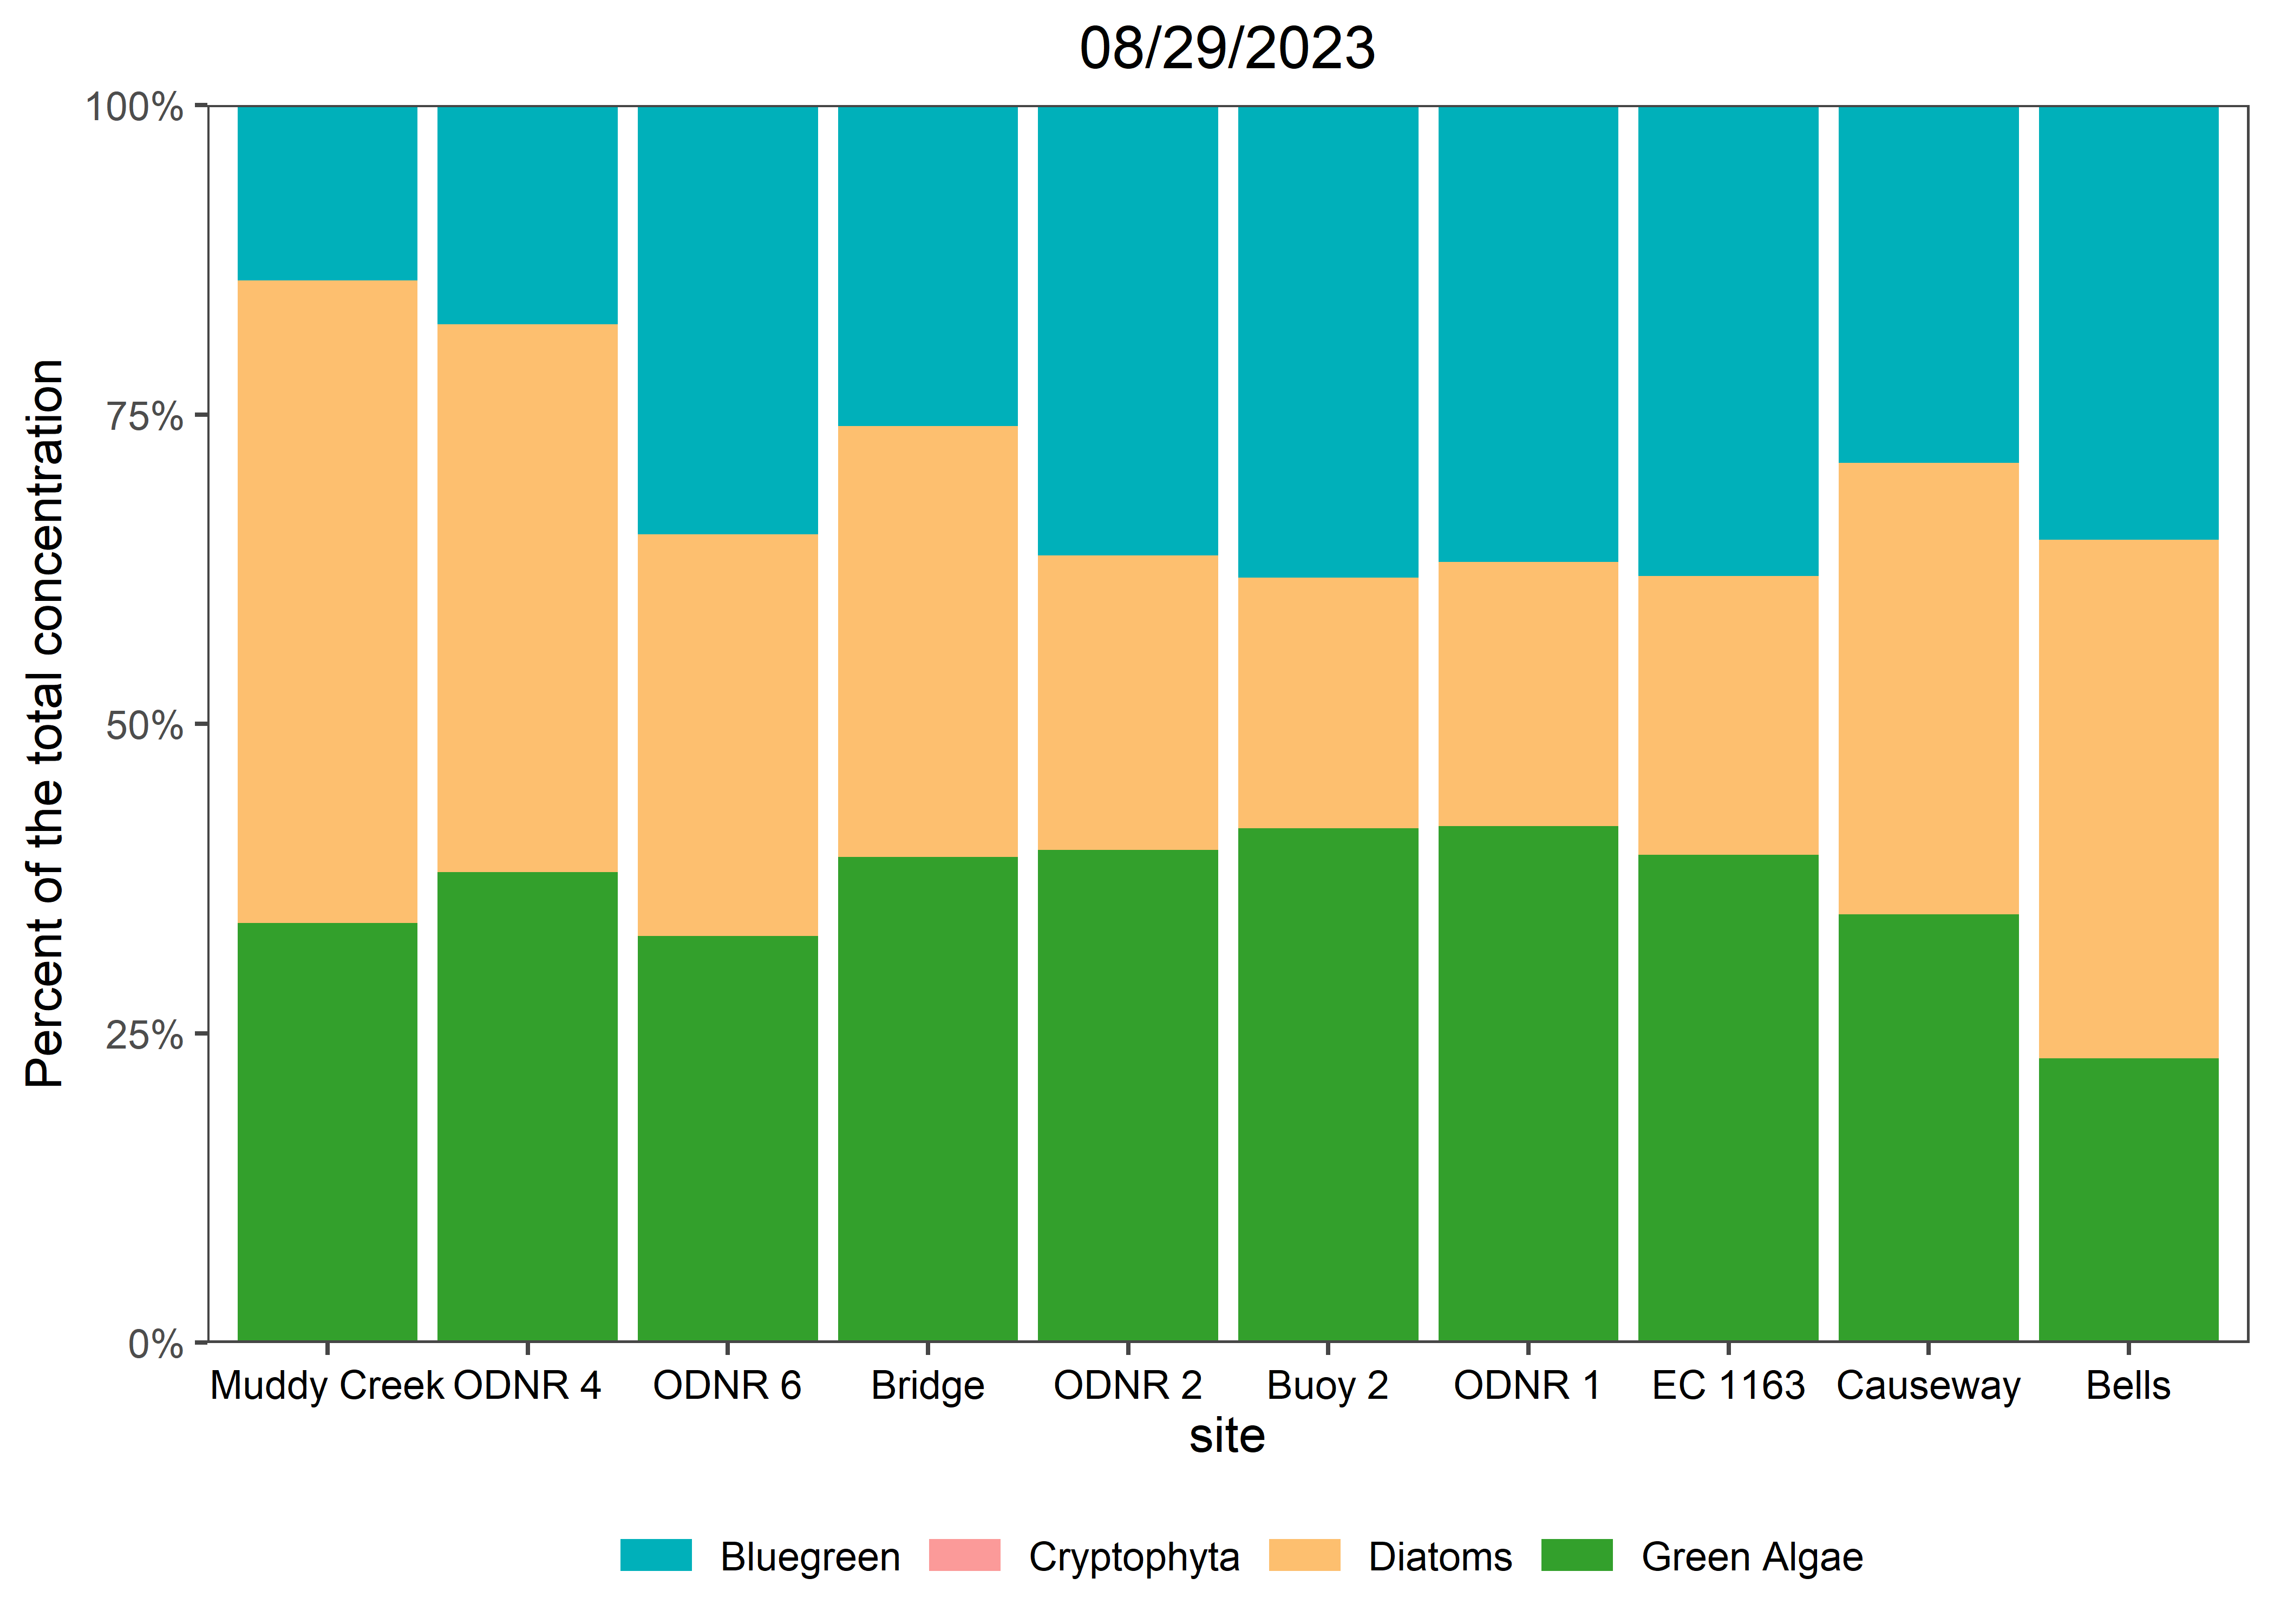 08/29/2023
Percent of the total concentration
100%
75%
50%
25%
0%
Muddy Creek ODNR 4 ODNR 6 Bridge ODNR 2 Buoy 2 ODNR 1 EC 1163 Causeway Bells
site
Bluegreen Cryptophyta Diatoms Green Algae